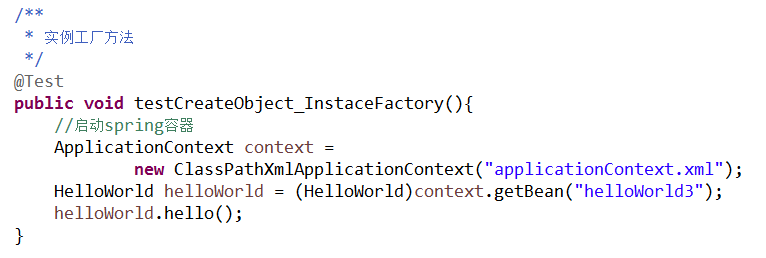 /**
 * 实例工厂方法
 */
@Test
public void testCreateObject_InstaceFactory(){
    //启动spring容器
    ApplicationContext context =
            new ClassPathXmlApplicationContext("applicationContext.xml");
    HelloWorld helloWorld = (HelloWorld)context.getBean("helloWorld3");
    helloWorld.hello();
}